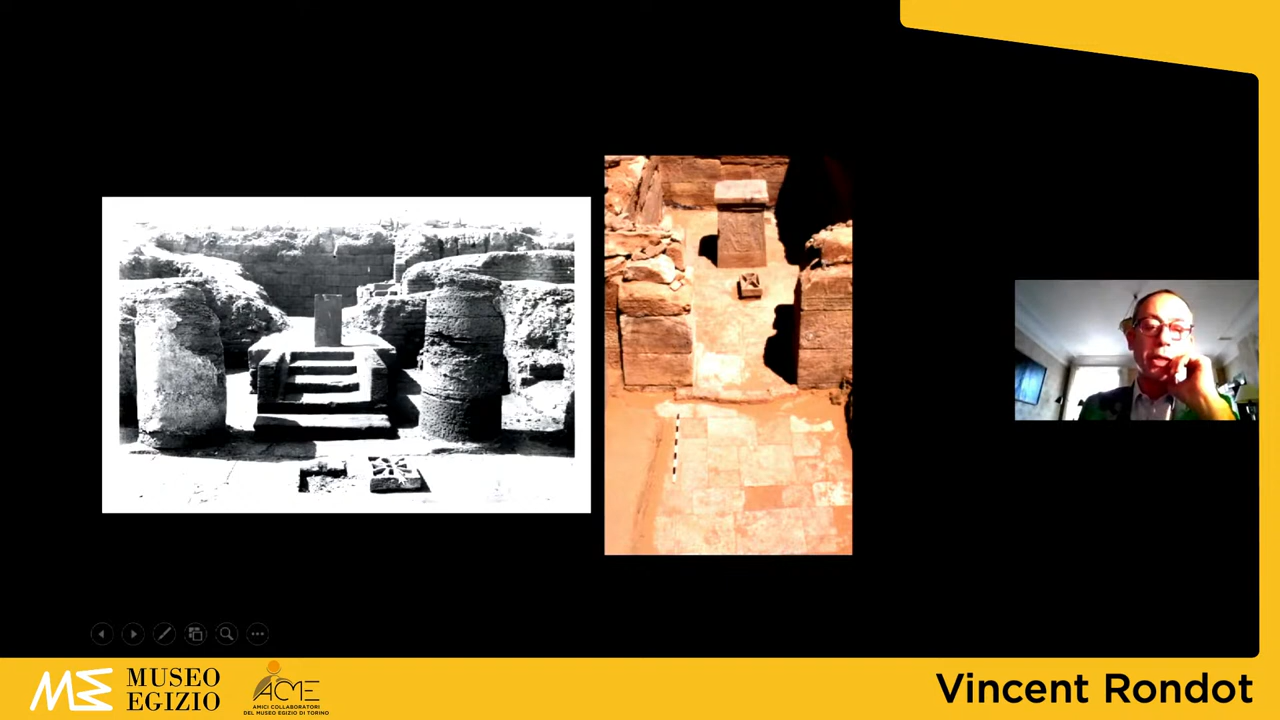 MUSEO
EGIZIO
ACME
AMICI COLLABORATORI
DEL MUSEO EGIZIO DI TORINO
Vincent Rondot